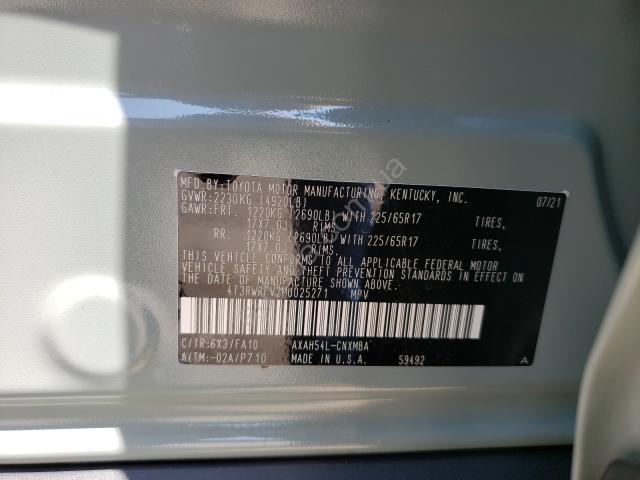 MFD.BY:TOYOTA MOTOR MANUFACTURING, KENTUCKY, INC. 07/21
GVWR:2230KG (4920LB)
GAWR:FRT. 1220KG (2690LB) WITH 225/65R17 TIRES,
17X7.0J RIMS,
RR. 1220KG (2690LB) WITH 225/65R17 TIRES,
17X7.0J RIMS.
THIS VEHICLE CONFORMS TO ALL APPLICABLE FEDERAL MOTOR
VEHICLE SAFETY AND THEFT PREVENTION STANDARDS IN EFFECT ON
THE DATE OF MANUFACTURE SHOWN ABOVE.
MPV
C/TR:6X3/FA10 AXAH54L-CNXMBA
A/TM:-02A/P710 MADE IN U.S.A. 59492